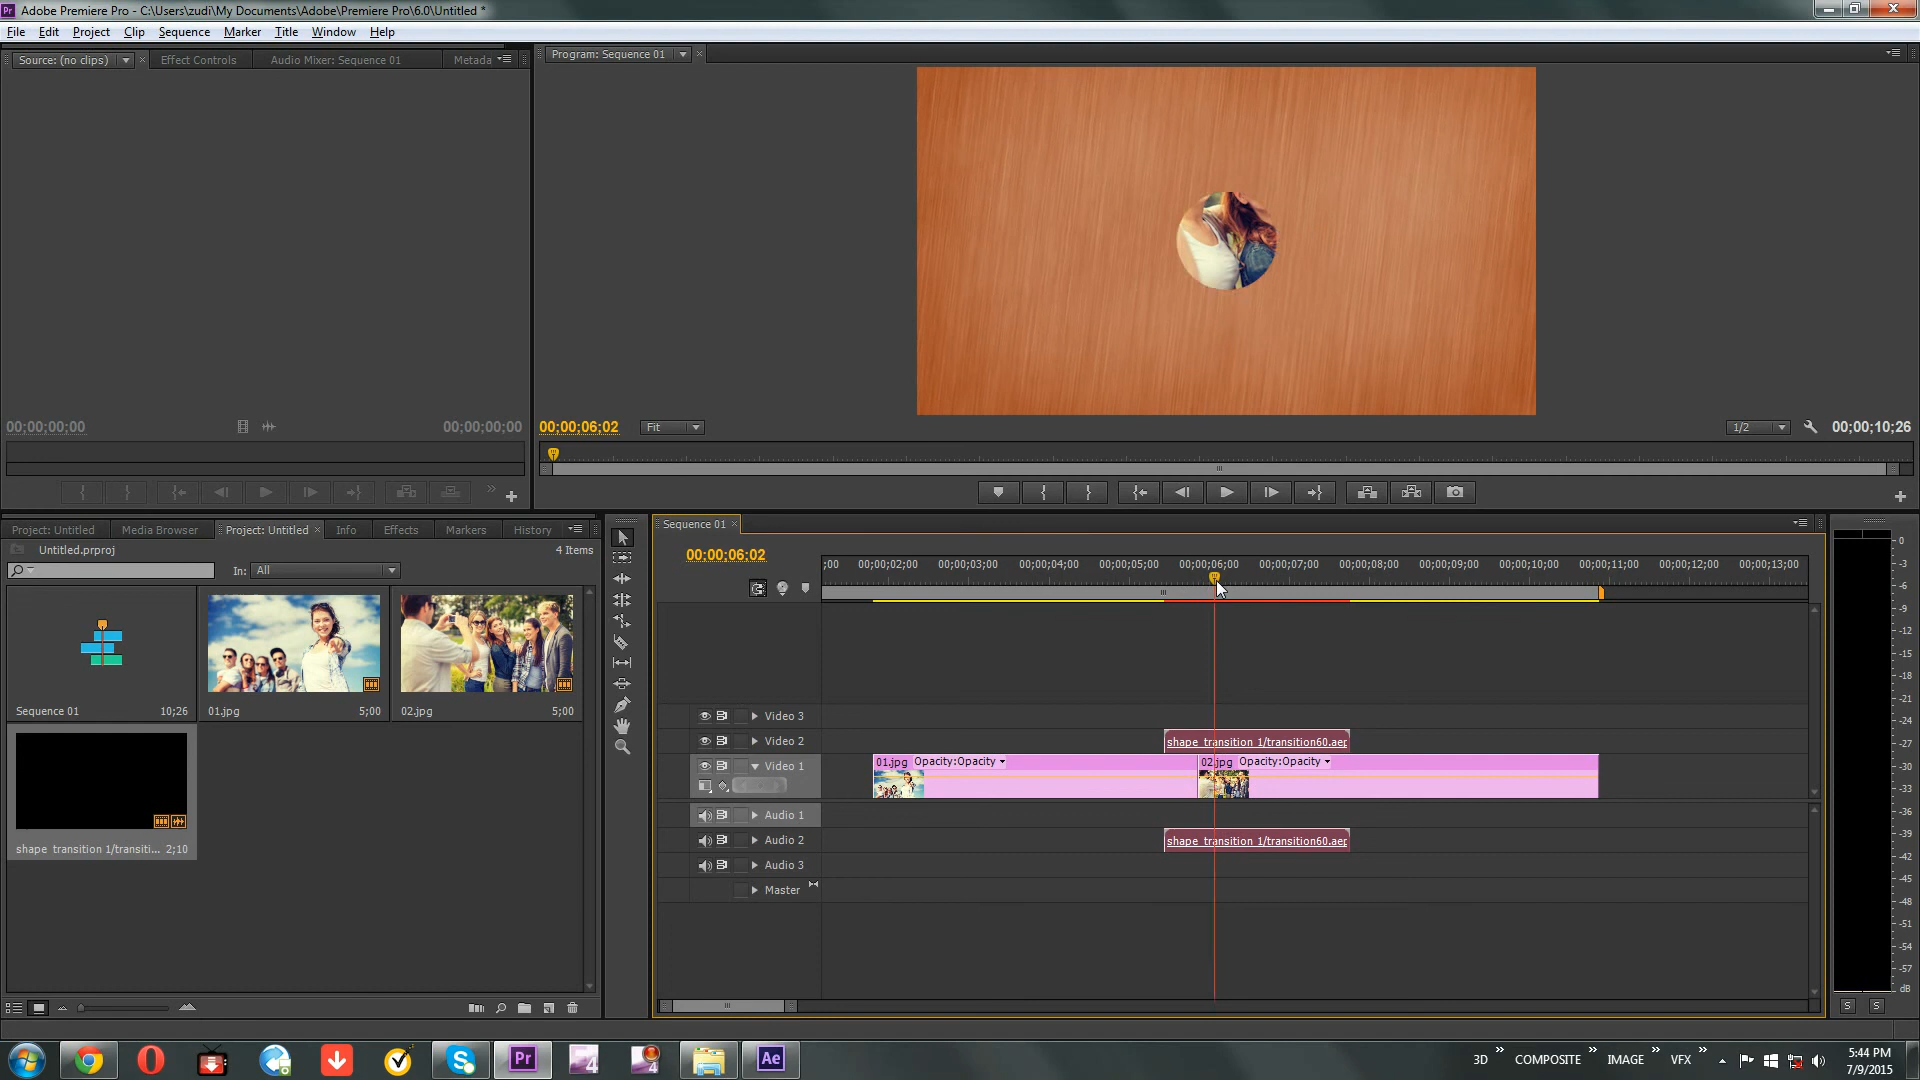 Adobe Premiere Pro - C:\Users\zudi\My Documents\Adobe\Premiere Pro\6.0\Untitled *
File Edit Project Clip Sequence Marker Title Window Help
Source: (no clips) Effect Controls Audio Mixer: Sequence 01 Metada
Program: Sequence 01
00;00;00;00 00;00;00;00
00;00;06;02 Fit 1/2 00;00;10;26
Project: Untitled Media Browser Project: Untitled Info Effects Markers History
Untitled.prproj 4 Items
In: All
Sequence 01 10;26
01.jpg 5;00
02.jpg 5;00
shape transition 1/transiti... 2;10
Sequence 01
00;00;06;02
;00 00;00;02;00 00;00;03;00 00;00;04;00 00;00;05;00 00;00;06;00 00;00;07;00 00;00;08;00 00;00;09;00 00;00;10;00 00;00;11;00 00;00;12;00 00;00;13;00
Video 3
Video 2 shape transition 1/transition60.aep
Video 1 01.jpg Opacity:Opacity 02.jpg Opacity:Opacity
Audio 1
Audio 2 shape transition 1/transition60.aep
Audio 3
Master
0
-3
-6
-9
-12
-15
-18
-21
-24
-27
-30
-33
-36
-39
-42
-45
-48
-51
-54
-57
dB
S S
Pr Ae
3D COMPOSITE IMAGE VFX
5:44 PM
7/9/2015